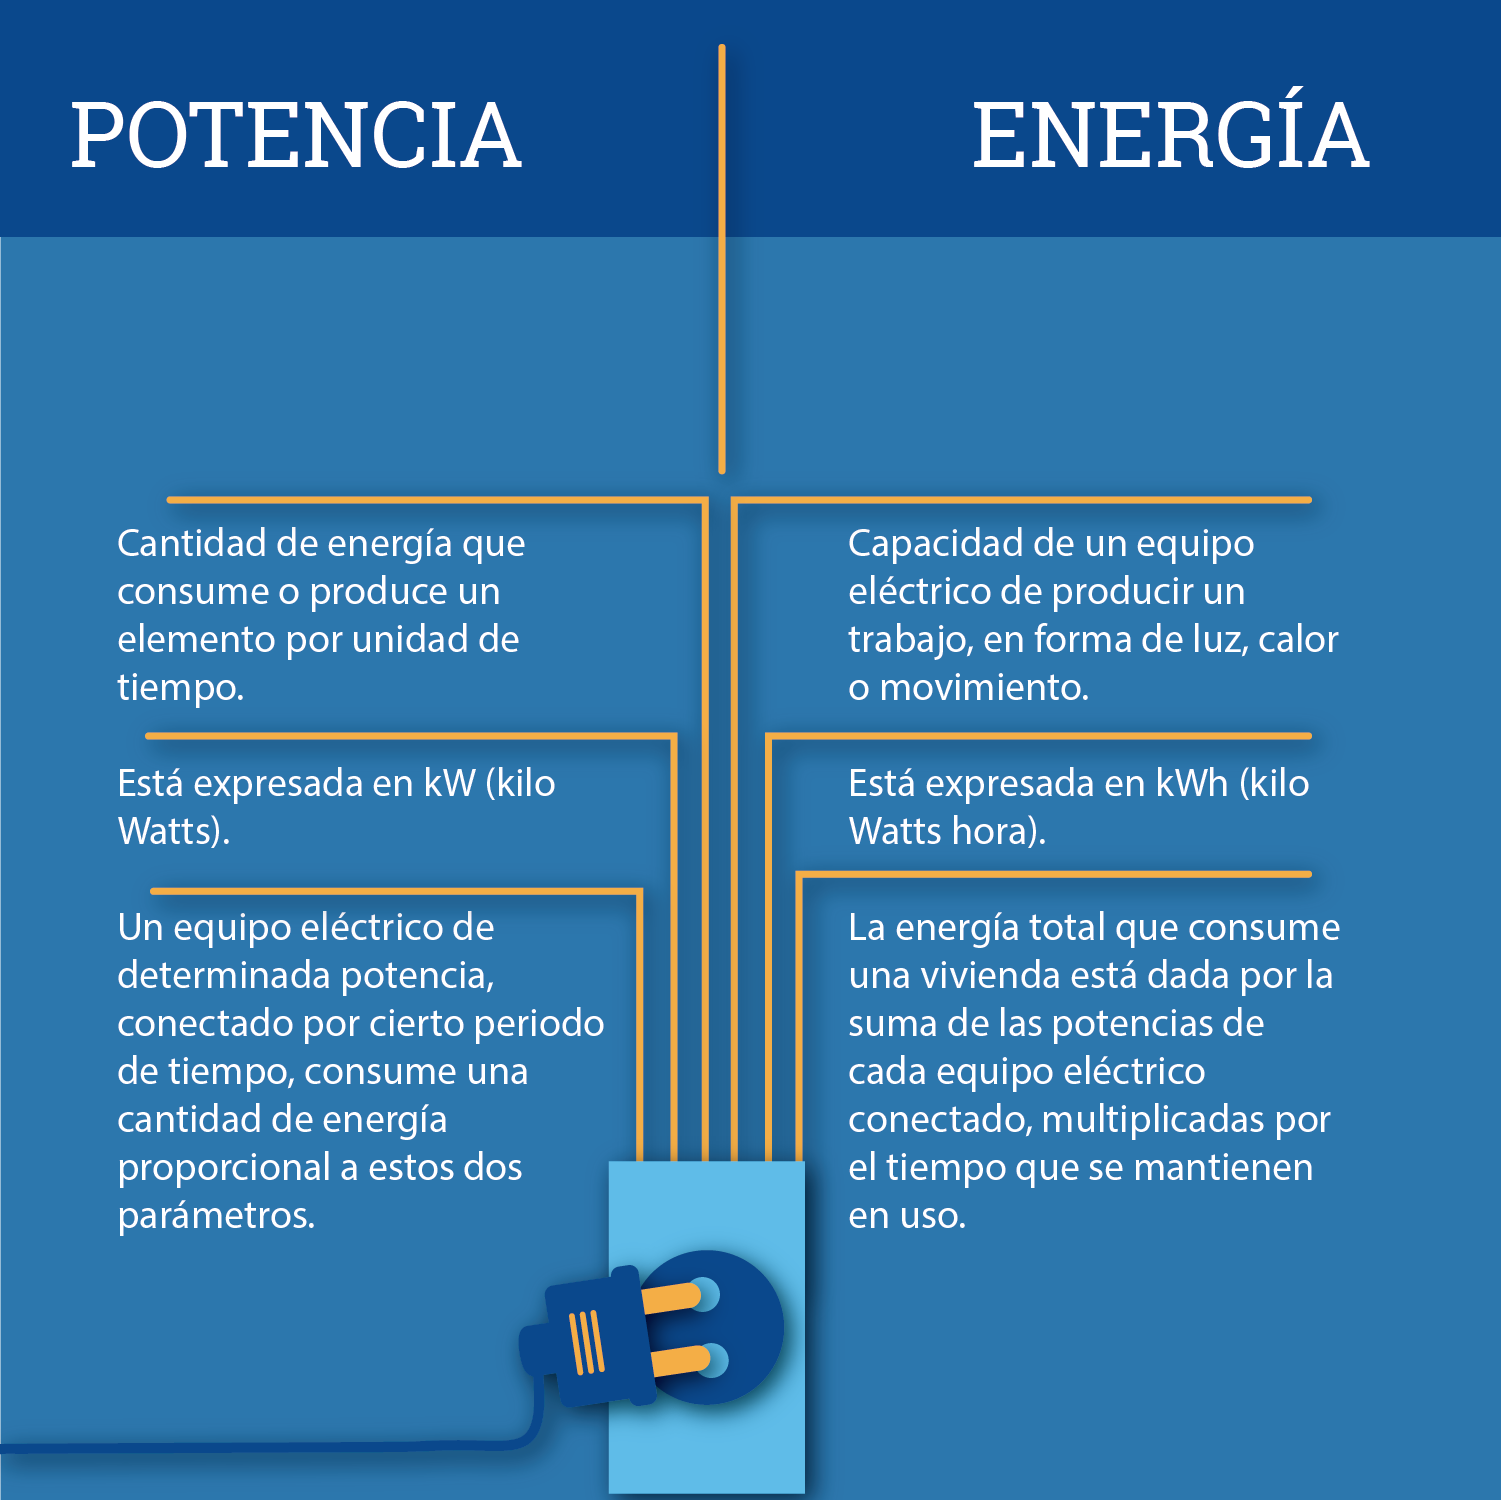 POTENCIA
ENERGÍA
Cantidad de energía que
consume o produce un
elemento por unidad de
tiempo.
Está expresada en kW (kilo
Watts).
Un equipo eléctrico de
determinada potencia,
conectado por cierto periodo
de tiempo, consume una
cantidad de energía
proporcional a estos dos
parámetros.
Capacidad de un equipo
eléctrico de producir un
trabajo, en forma de luz, calor
o movimiento.
Está expresada en kWh (kilo
Watts hora).
La energía total que consume
una vivienda está dada por la
suma de las potencias de
cada equipo eléctrico
conectado, multiplicadas por
el tiempo que se mantienen
en uso.